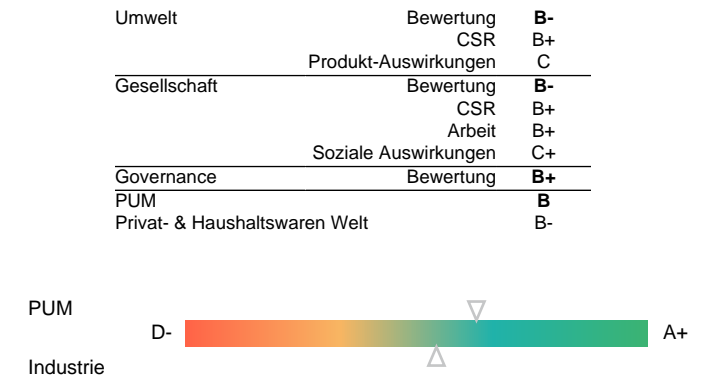 Umwelt Bewertung B-
CSR B+
Produkt-Auswirkungen C
Gesellschaft Bewertung B-
CSR B+
Arbeit B+
Soziale Auswirkungen C+
Governance Bewertung B+
PUM B
Privat- & Haushaltswaren Welt B-
PUM
D- A+
Industrie